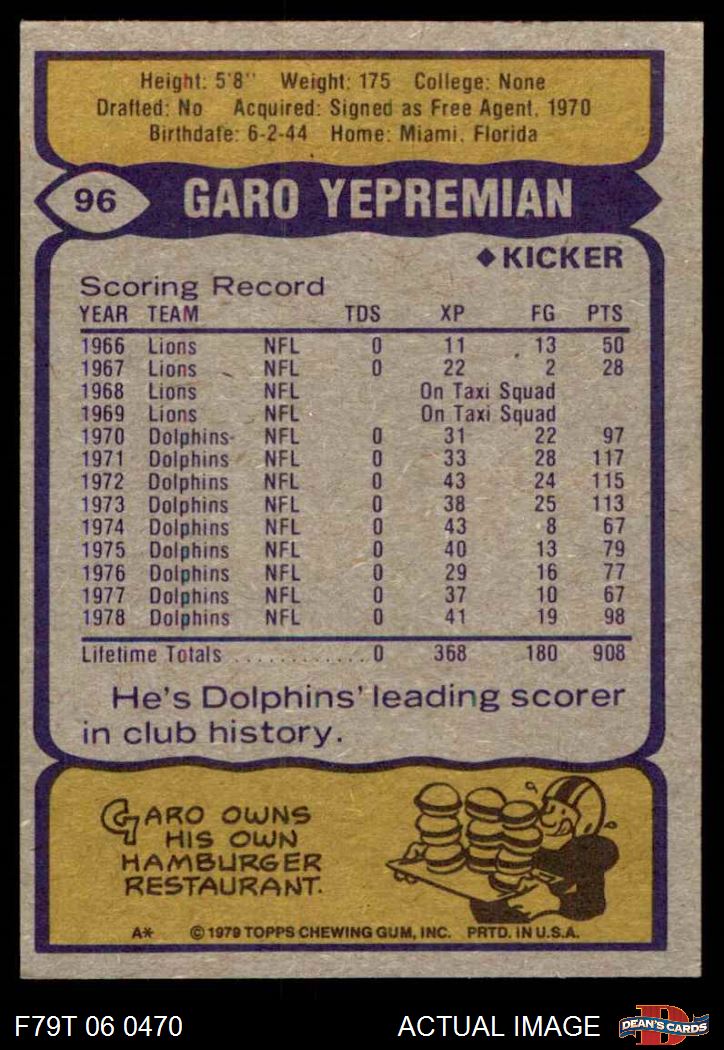 Height: 5'8" Weight: 175 College: None
Drafted: No Acquired: Signed as Free Agent, 1970
Birthdate: 6-2-44 Home: Miami, Florida
96 GARO YEPREMIAN
◆ KICKER
Scoring Record
YEAR TEAM TDS XP FG PTS
1966 Lions NFL 0 11 13 50
1967 Lions NFL 0 22 2 28
1968 Lions NFL On Taxi Squad
1969 Lions NFL On Taxi Squad
1970 Dolphins NFL 0 31 22 97
1971 Dolphins NFL 0 33 28 117
1972 Dolphins NFL 0 43 24 115
1973 Dolphins NFL 0 38 25 113
1974 Dolphins NFL 0 43 8 67
1975 Dolphins NFL 0 40 13 79
1976 Dolphins NFL 0 29 16 77
1977 Dolphins NFL 0 37 10 67
1978 Dolphins NFL 0 41 19 98
Lifetime Totals ............0 368 180 908
He's Dolphins' leading scorer
in club history.
GARO OWNS
HIS OWN
HAMBURGER
RESTAURANT.
A* © 1979 TOPPS CHEWING GUM, INC. PRTD. IN U.S.A.
F79T 06 0470 ACTUAL IMAGE D DEAN'S CARDS